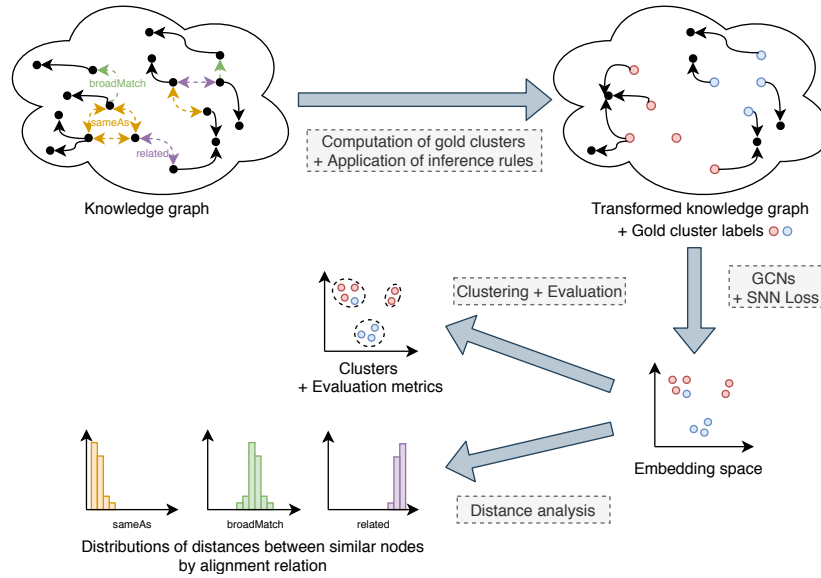 broadMatch
sameAs
related
Knowledge graph
Computation of gold clusters
+ Application of inference rules
Transformed knowledge graph
+ Gold cluster labels
GCNs
+ SNN Loss
Clustering + Evaluation
Clusters
+ Evaluation metrics
Embedding space
Distance analysis
sameAs
broadMatch
related
Distributions of distances between similar nodes
by alignment relation